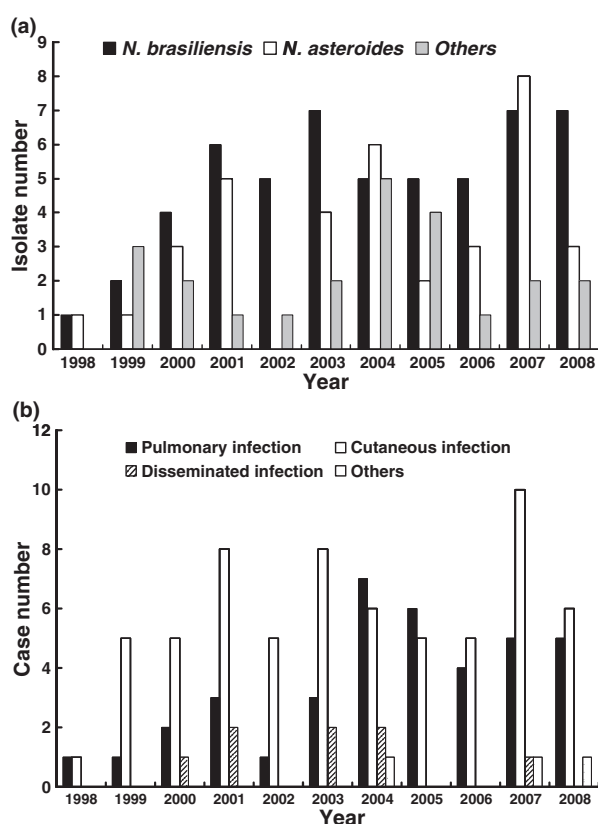 (a)
■ N. brasiliensis □ N. asteroides ■ Others
9
8
7
6
5
4
3
2
1
0
Isolate number
1998 1999 2000 2001 2002 2003 2004 2005 2006 2007 2008
Year
(b)
12
Pulmonary infection Cutaneous infection
Disseminated infection Others
10
8
6
4
2
0
Case number
1998 1999 2000 2001 2002 2003 2004 2005 2006 2007 2008
Year